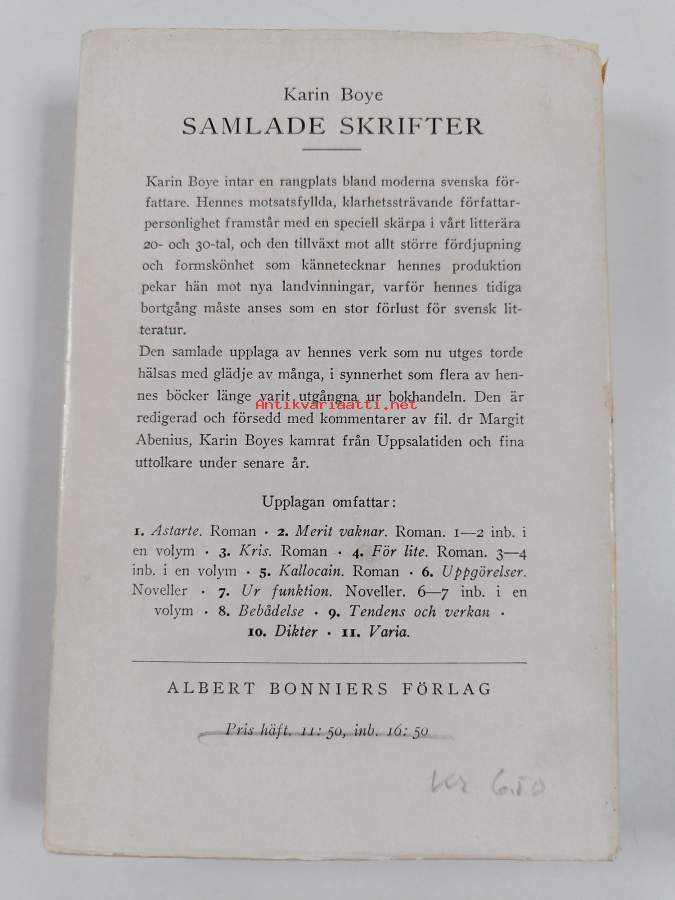 Karin Boye
SAMLADE SKRIFTER
Karin Boye intar en rangplats bland moderna svenska för-
fattare. Hennes motsatsfyllda, klarhetssträvande författar-
personlighet framstår med en speciell skärpa i vårt litterära
20- och 30-tal, och den tillväxt mot allt större fördjupning
och formskönhet som kännetecknar hennes produktion
pekar hän mot nya landvinningar, varför hennes tidiga
bortgång måste anses som en stor förlust för svensk lit-
teratur.
Den samlade upplaga av hennes verk som nu utges torde
hälsas med glädje av många, i synnerhet som flera av hen-
nes böcker länge varit utgångna ur bokhandeln. Den är
Antikvariaatti.net
redigerad och försedd med kommentarer av fil. dr Margit
Abenius, Karin Boyes kamrat från Uppsalatiden och fina
uttolkare under senare år.
Upplagan omfattar:
1. Astarte. Roman · 2. Merit vaknar. Roman. 1—2 inb. i
en volym · 3. Kris. Roman · 4. För lite. Roman. 3—4
inb. i en volym · 5. Kallocain. Roman · 6. Uppgörelser.
Noveller · 7. Ur funktion. Noveller. 6—7 inb. i en
volym · 8. Bebådelse · 9. Tendens och verkan ·
10. Dikter · 11. Varia.
ALBERT BONNIERS FÖRLAG
Pris häft. 11: 50, inb. 16: 50
kr 6.50